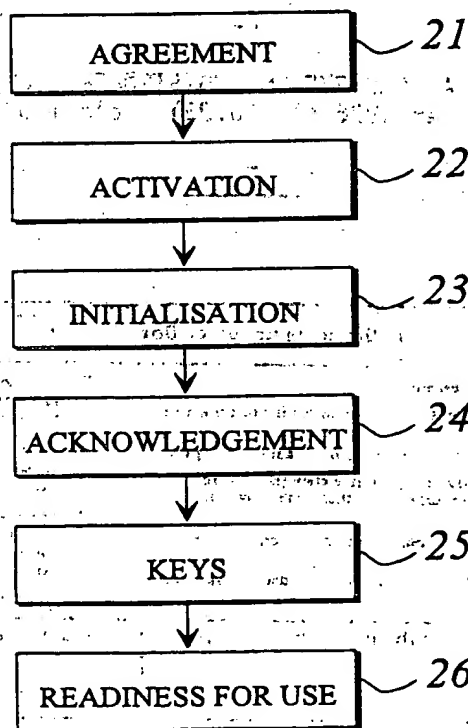 AGREEMENT 21
ACTIVATION 22
INITIALISATION 23
ACKNOWLEDGEMENT 24
KEYS 25
READINESS FOR USE 26